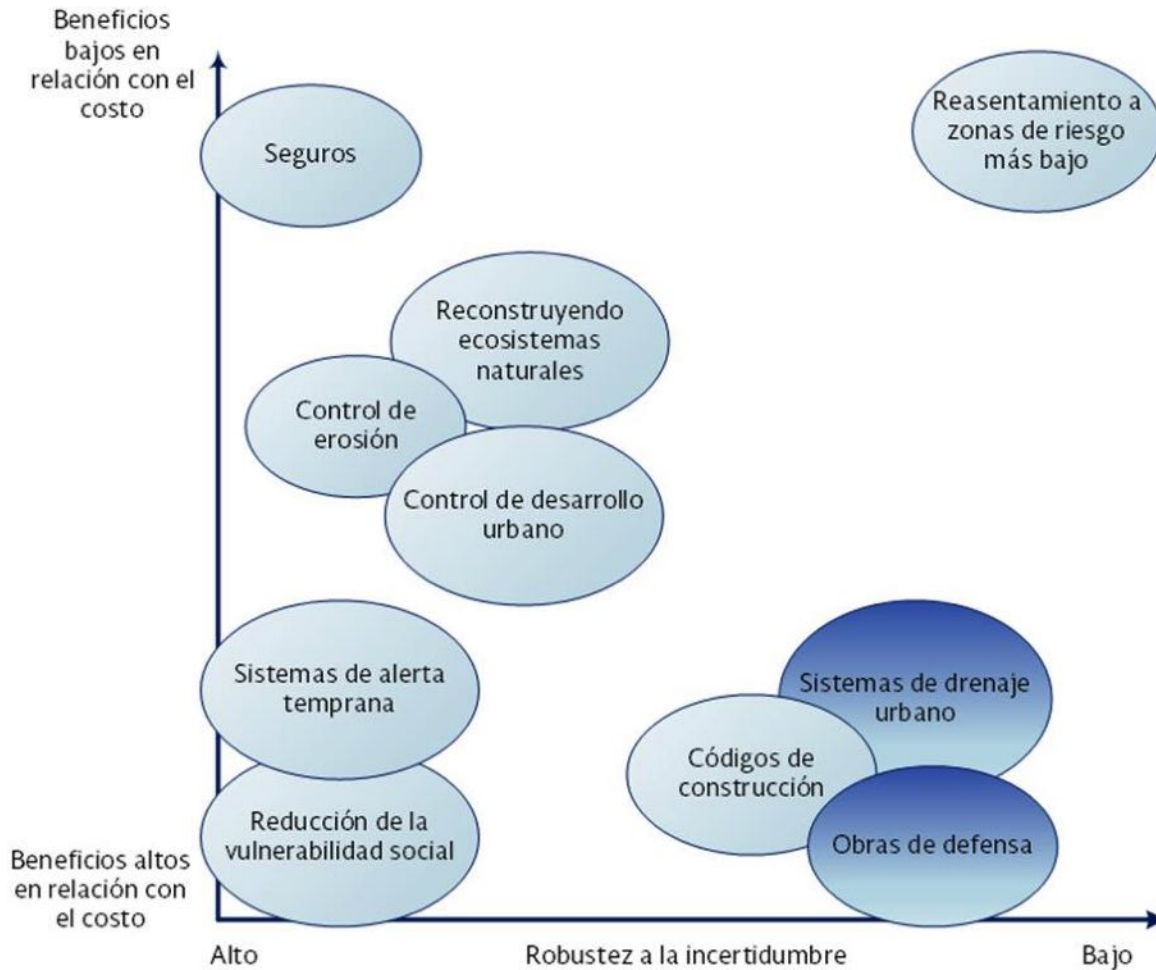 Beneficios
bajos en
relación con el
costo
Seguros
Reasentamiento a
zonas de riesgo
más bajo
Reconstruyendo
ecosistemas
naturales
Control de
erosión
Control de desarrollo
urbano
Sistemas de alerta
temprana
Sistemas de drenaje
urbano
Códigos de
construcción
Reducción de la
vulnerabilidad social
Obras de defensa
Beneficios altos
en relación con
el costo
Alto
Robustez a la incertidumbre
Bajo